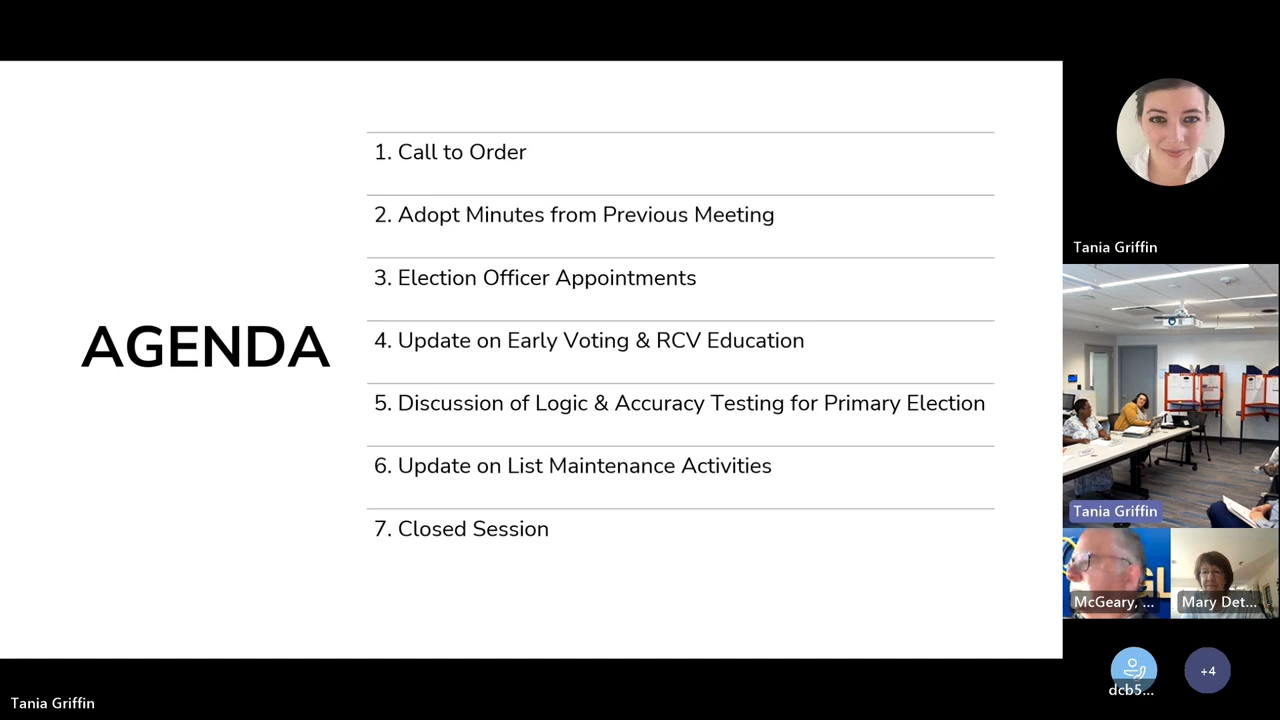 AGENDA
1. Call to Order
2. Adopt Minutes from Previous Meeting
3. Election Officer Appointments
4. Update on Early Voting & RCV Education
5. Discussion of Logic & Accuracy Testing for Primary Election
6. Update on List Maintenance Activities
7. Closed Session
Tania Griffin
Tania Griffin
GL
McGeary, ...
Mary Det...
dcb5...
+4
Tania Griffin